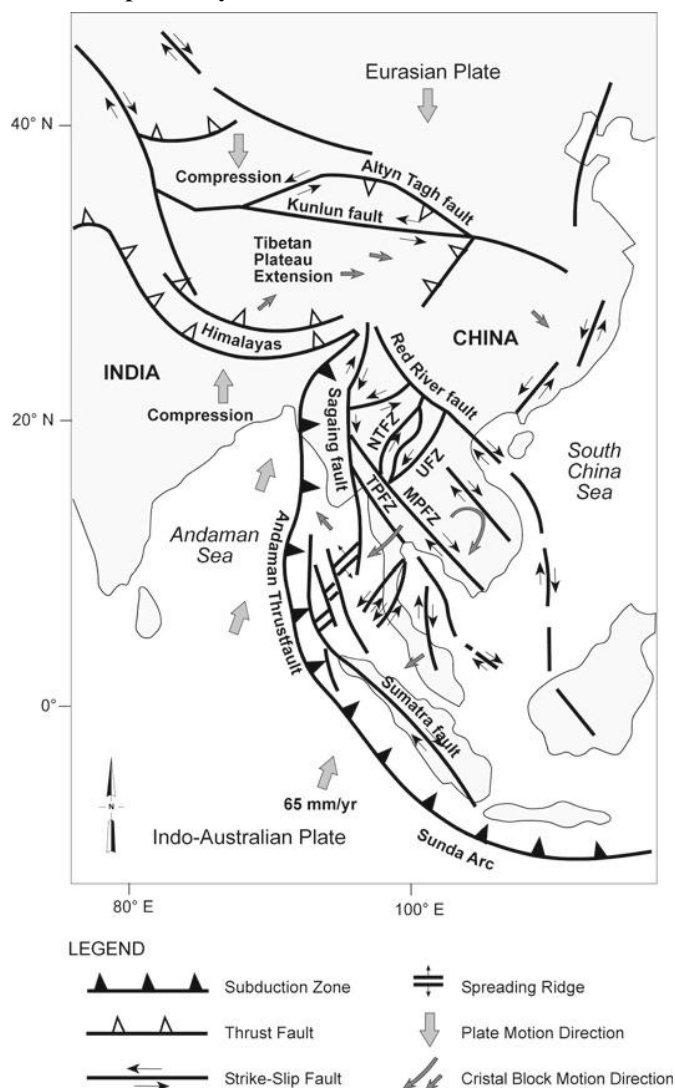 Eurasian Plate
40° N
Compression
Altyn Tagh fault
Kunlun fault
Tibetan
Plateau
Extension
Himalayas
CHINA
INDIA
Compression
Red River fault
20° N
Sagaing fault
NTFZ
UFZ
South
China
Sea
TPFZ
MPFZ
Andaman
Sea
Andaman Thrustfault
Sumatra fault
0°
N
65 mm/yr
Indo-Australian Plate
Sunda Arc
80° E
100° E
LEGEND
Subduction Zone
Spreading Ridge
Thrust Fault
Plate Motion Direction
Strike-Slip Fault
Cristal Block Motion Direction